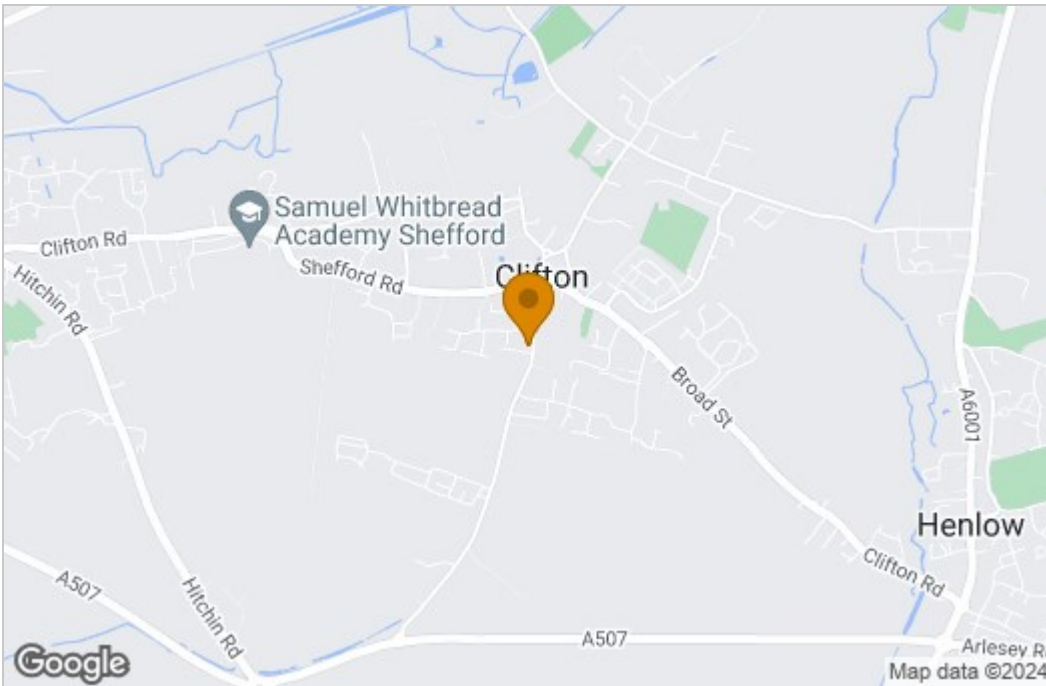 Samuel Whitbread
Academy Shefford
Clifton Rd
Shefford Rd
Clifton
Hitchin Rd
Broad St
A6001
Henlow
Clifton Rd
A507
Hitchin Rd
A507
Arlesey R
Google
Map data ©2024